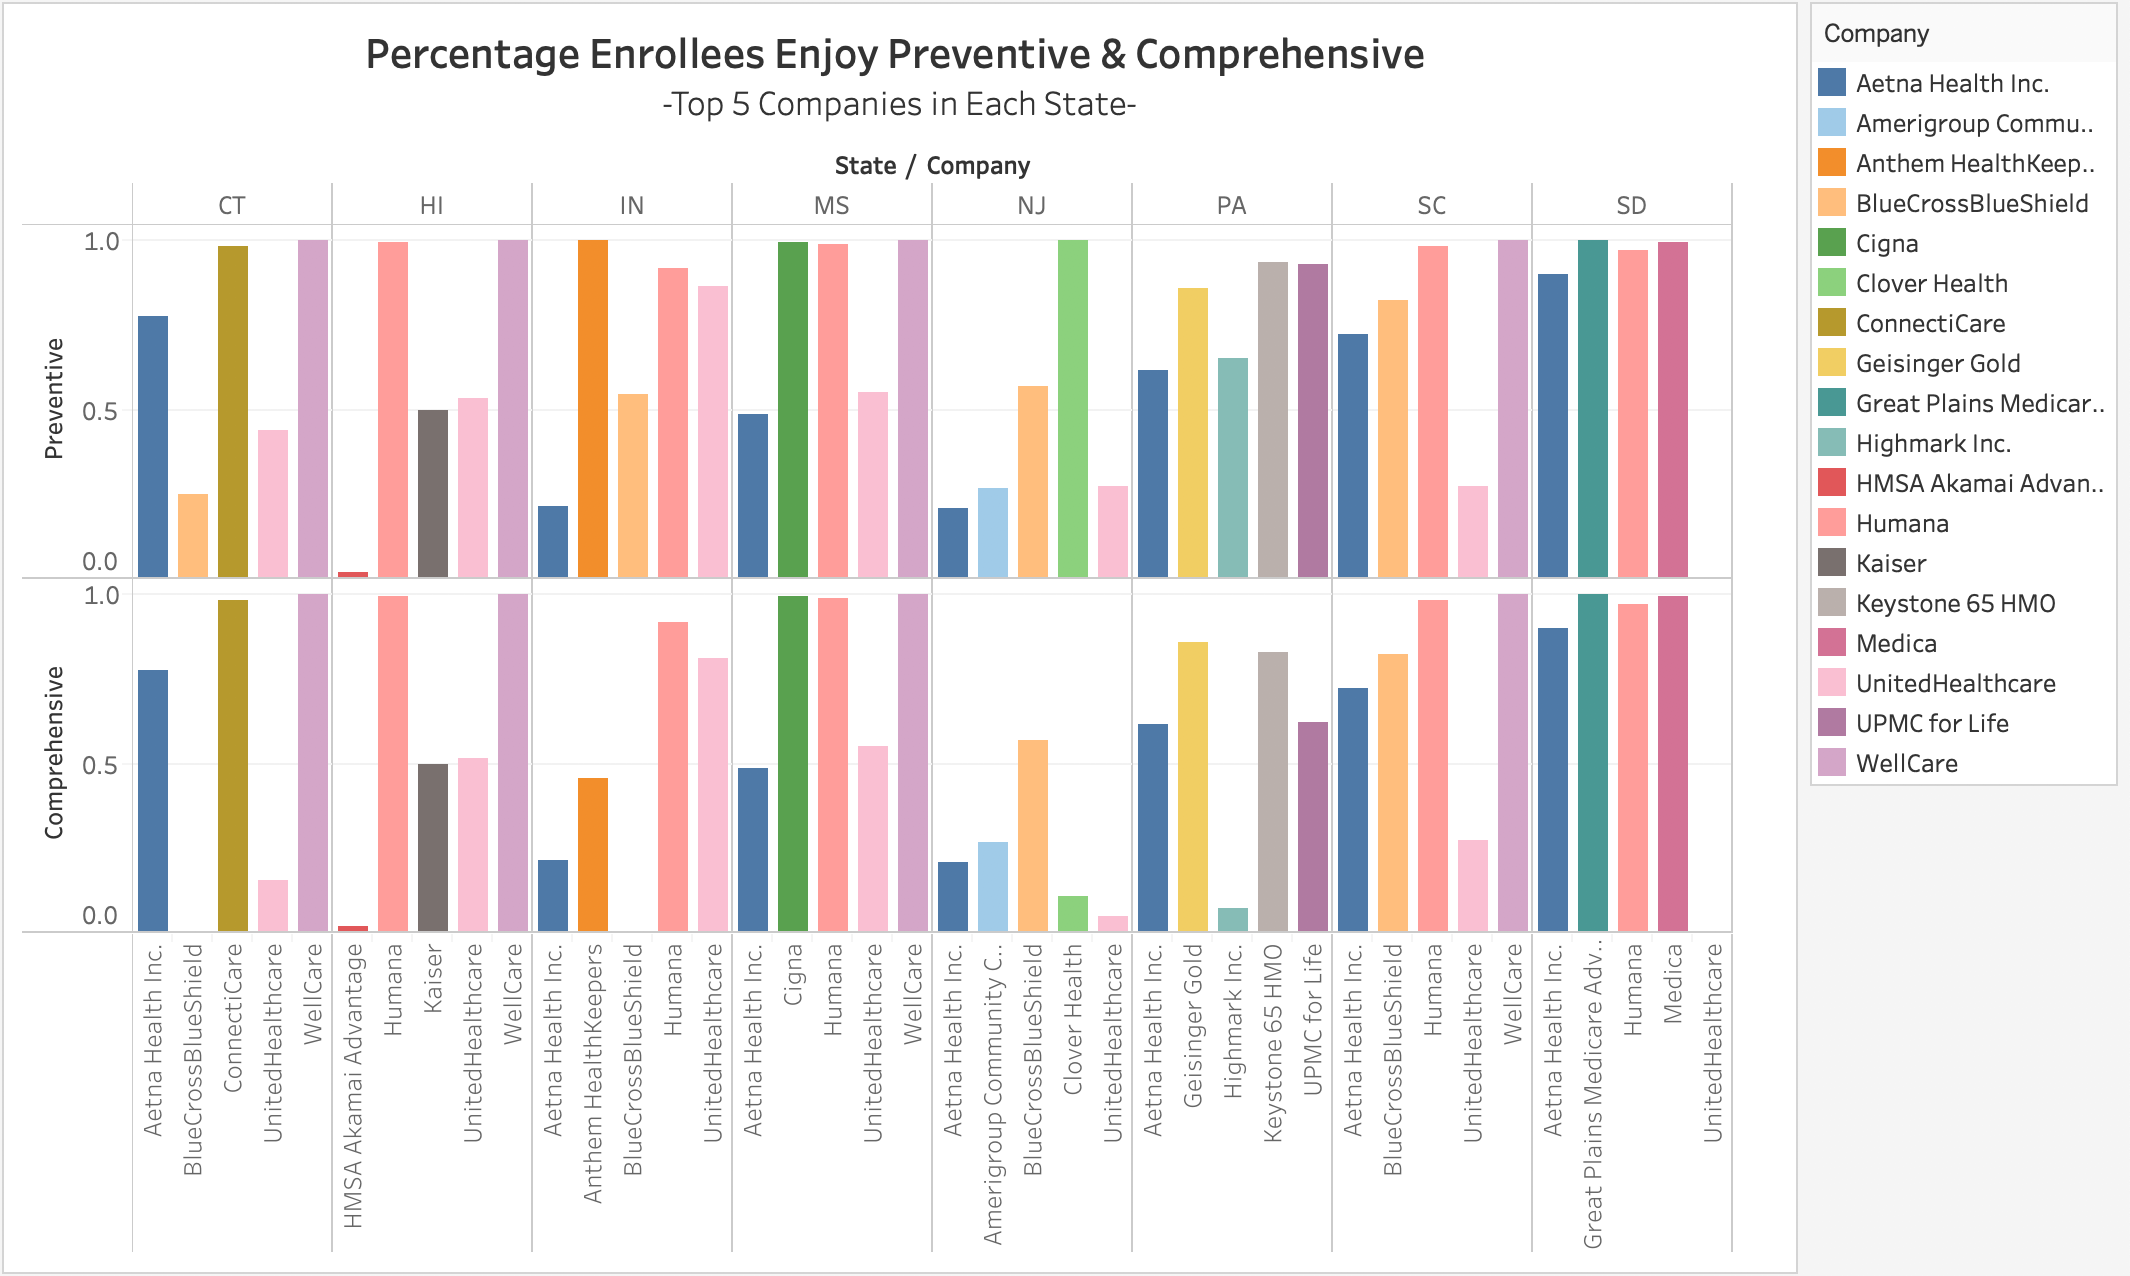 Percentage Enrollees Enjoy Preventive & Comprehensive
-Top 5 Companies in Each State-
State / Company
CT HI IN MS NJ PA SC SD
Preventive
1.0
0.5
0.0
Comprehensive
1.0
0.5
0.0
Aetna Health Inc.
BlueCrossBlueShield
ConnectiCare
UnitedHealthcare
WellCare
HMSA Akamai Advantage
Humana
Kaiser
UnitedHealthcare
WellCare
Aetna Health Inc.
Anthem HealthKeepers
BlueCrossBlueShield
Humana
UnitedHealthcare
Aetna Health Inc.
Cigna
Humana
UnitedHealthcare
WellCare
Aetna Health Inc.
Amerigroup Community C..
BlueCrossBlueShield
Clover Health
UnitedHealthcare
Aetna Health Inc.
Geisinger Gold
Highmark Inc.
Keystone 65 HMO
UPMC for Life
Aetna Health Inc.
BlueCrossBlueShield
Humana
UnitedHealthcare
WellCare
Aetna Health Inc.
Great Plains Medicare Adv..
Humana
Medica
UnitedHealthcare
Company
Aetna Health Inc.
Amerigroup Commu..
Anthem HealthKeep..
BlueCrossBlueShield
Cigna
Clover Health
ConnectiCare
Geisinger Gold
Great Plains Medicar..
Highmark Inc.
HMSA Akamai Advan..
Humana
Kaiser
Keystone 65 HMO
Medica
UnitedHealthcare
UPMC for Life
WellCare